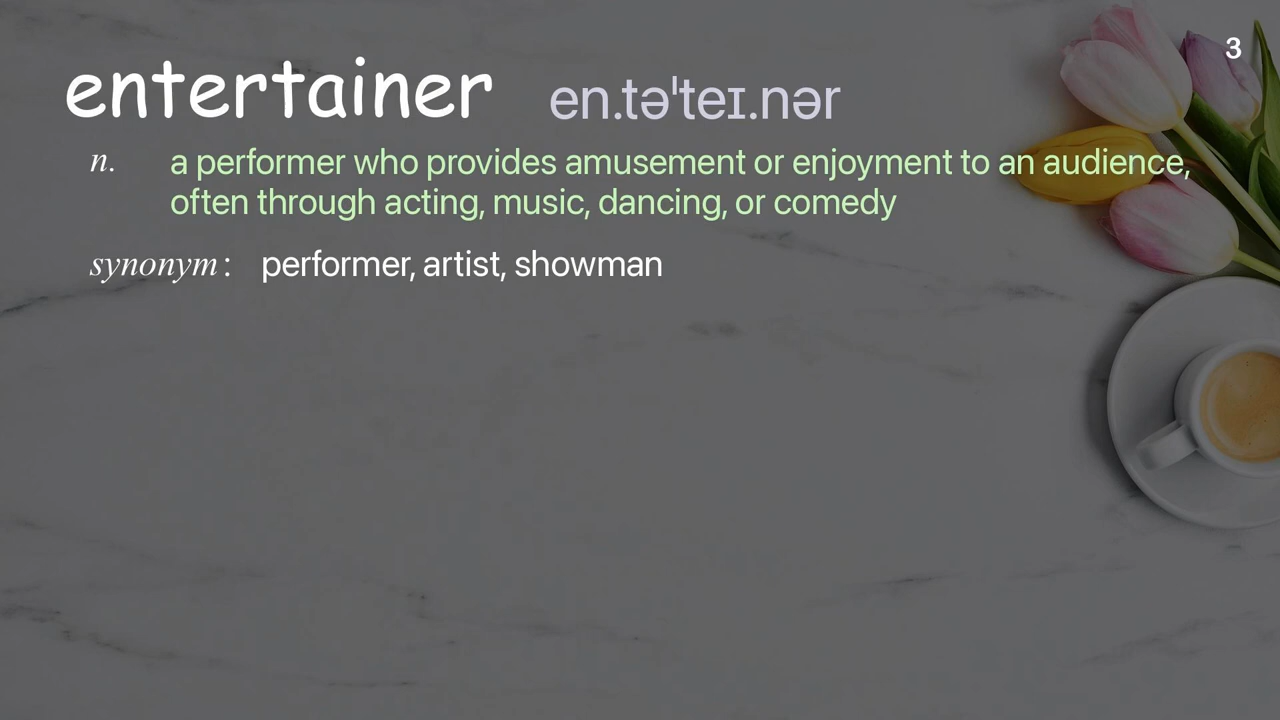 3
entertainer en.təˈteɪ.nər
n. a performer who provides amusement or enjoyment to an audience,
often through acting, music, dancing, or comedy
synonym : performer, artist, showman